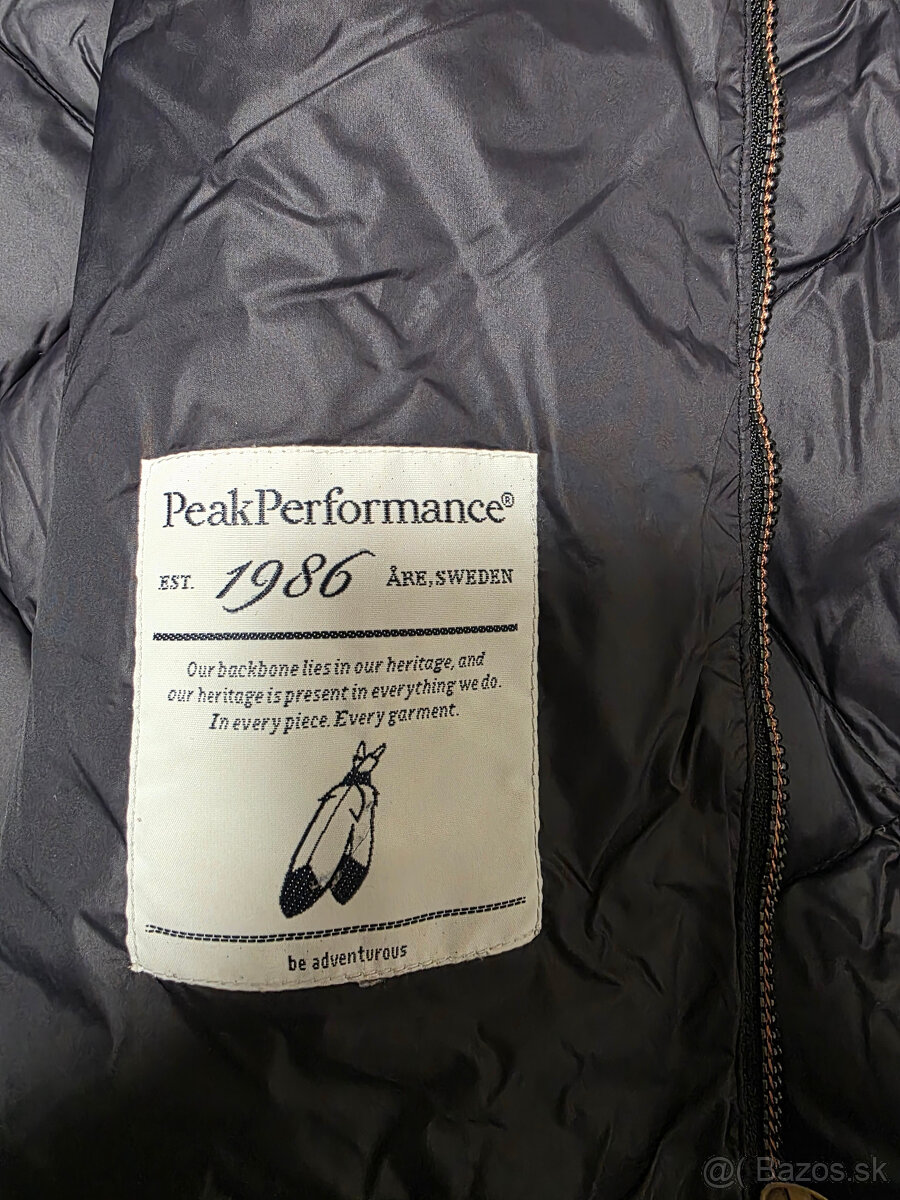 PeakPerformance®
EST. 1986 ÅRE, SWEDEN
Our backbone lies in our heritage, and
our heritage is present in everything we do.
In every piece. Every garment.
be adventurous
@( Bazos.sk